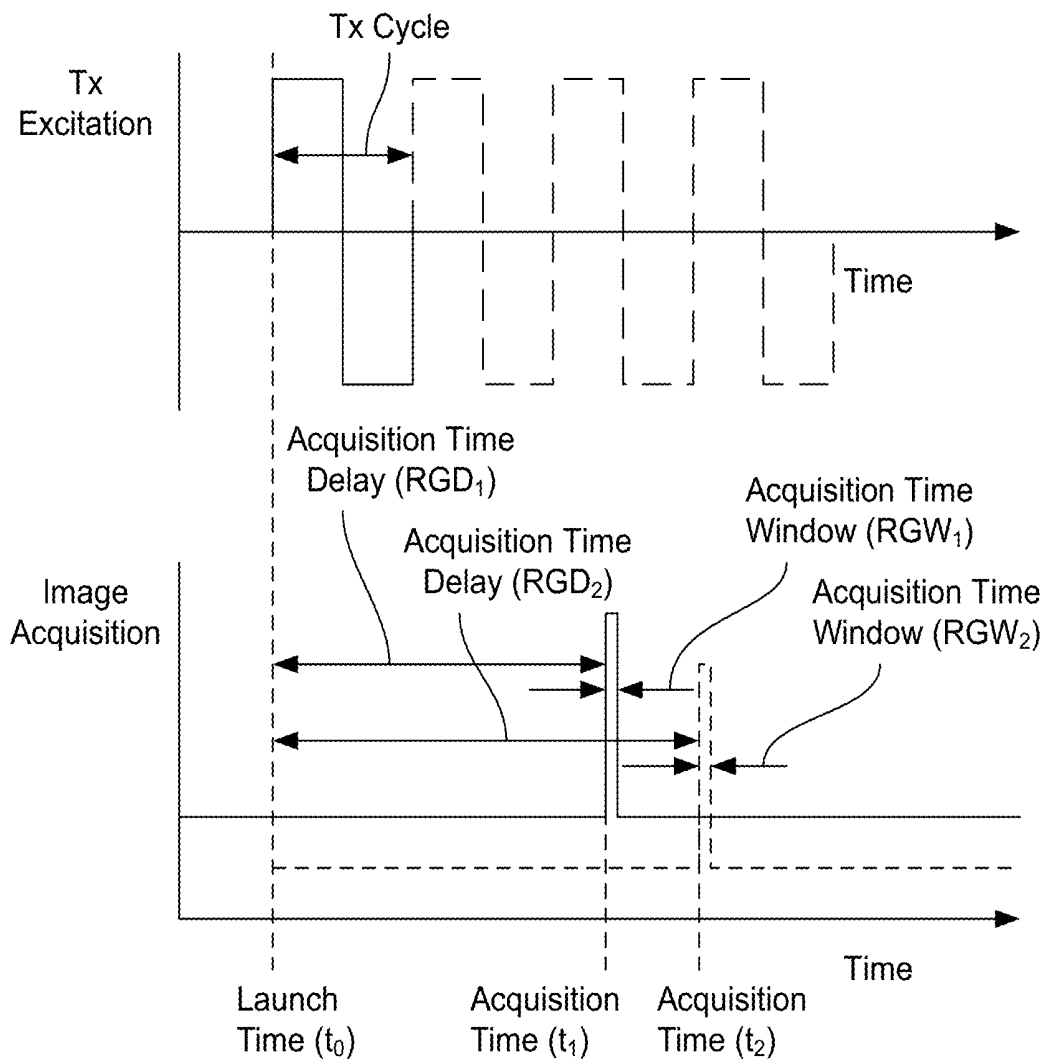 Tx Cycle
Tx
Excitation
Time
Acquisition Time
Delay (RGD₁)
Acquisition Time
Window (RGW₁)
Acquisition Time
Delay (RGD₂)
Acquisition Time
Window (RGW₂)
Image
Acquisition
Time
Launch
Time (t₀)
Acquisition
Time (t₁)
Acquisition
Time (t₂)